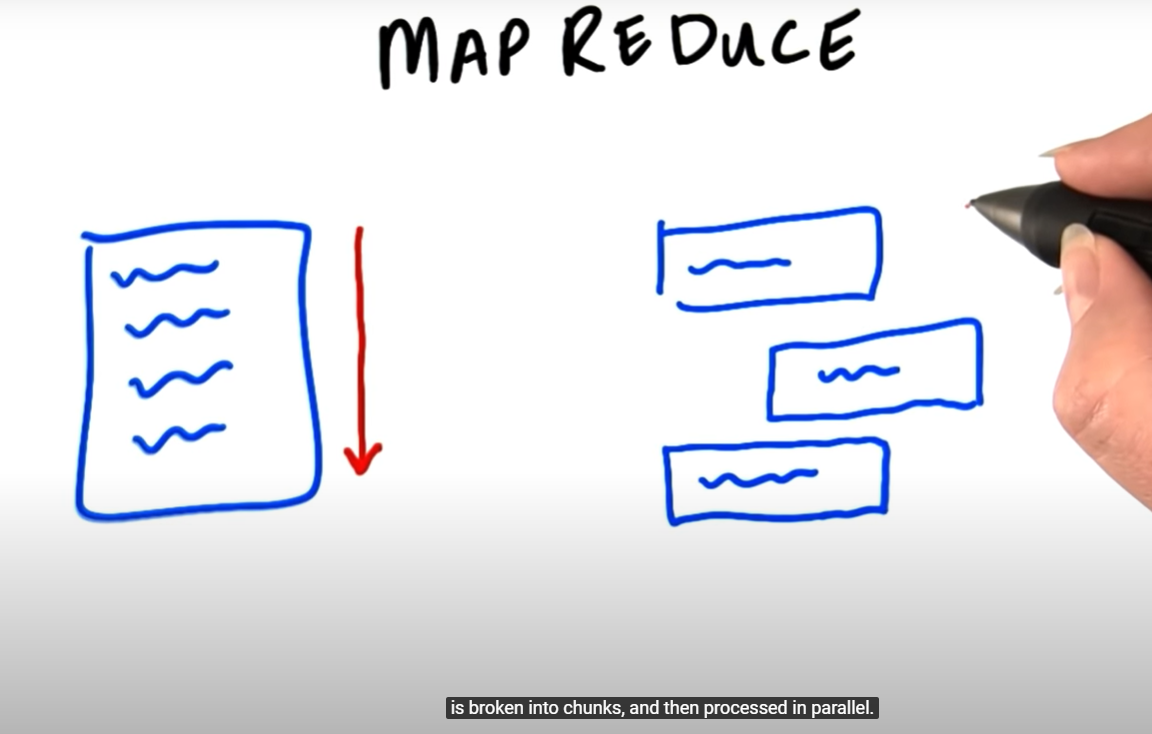 MAP REDUCE
is broken into chunks, and then processed in parallel.